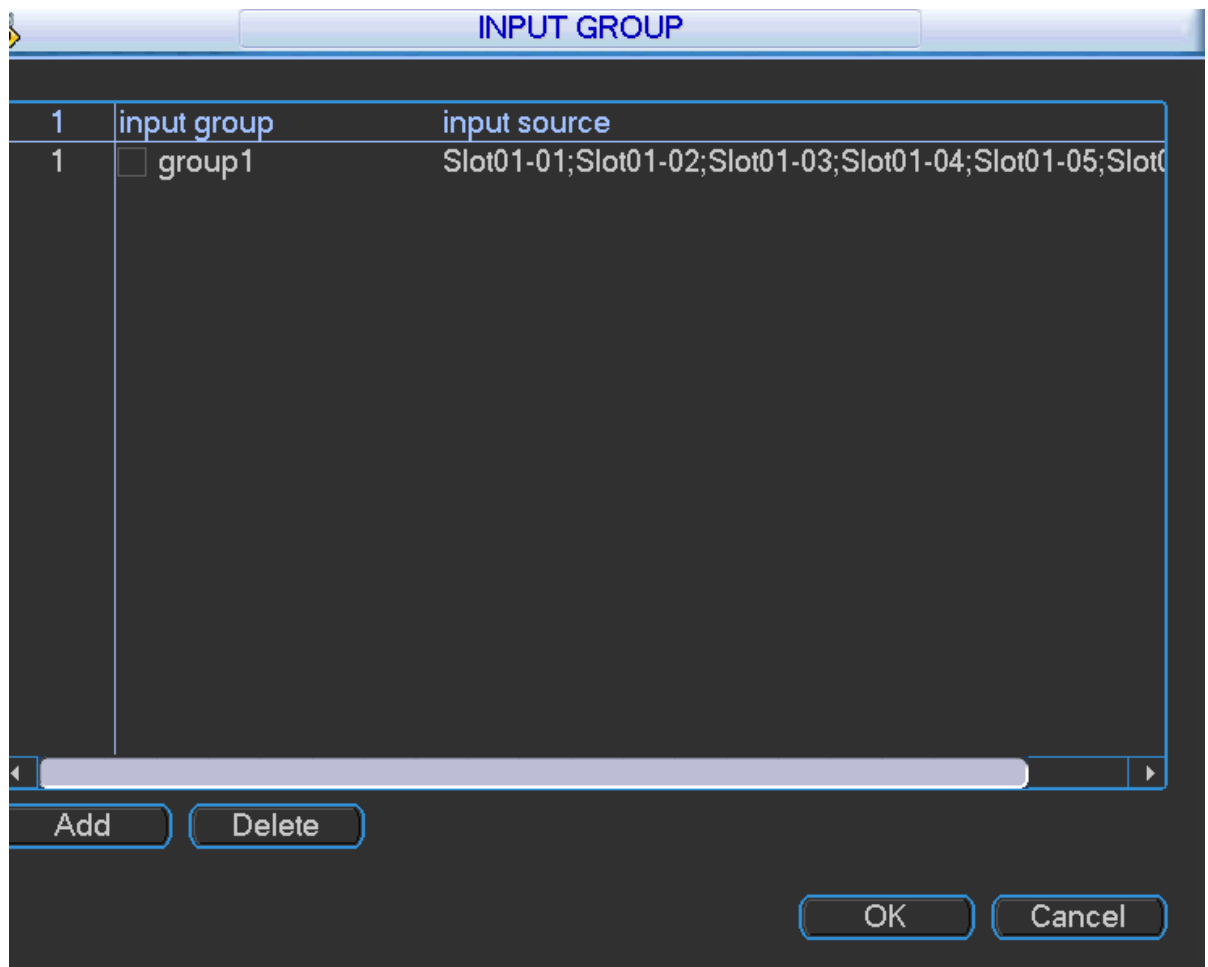 INPUT GROUP
1 input group input source
1 group1 Slot01-01;Slot01-02;Slot01-03;Slot01-04;Slot01-05;Slot0
Add Delete
OK Cancel